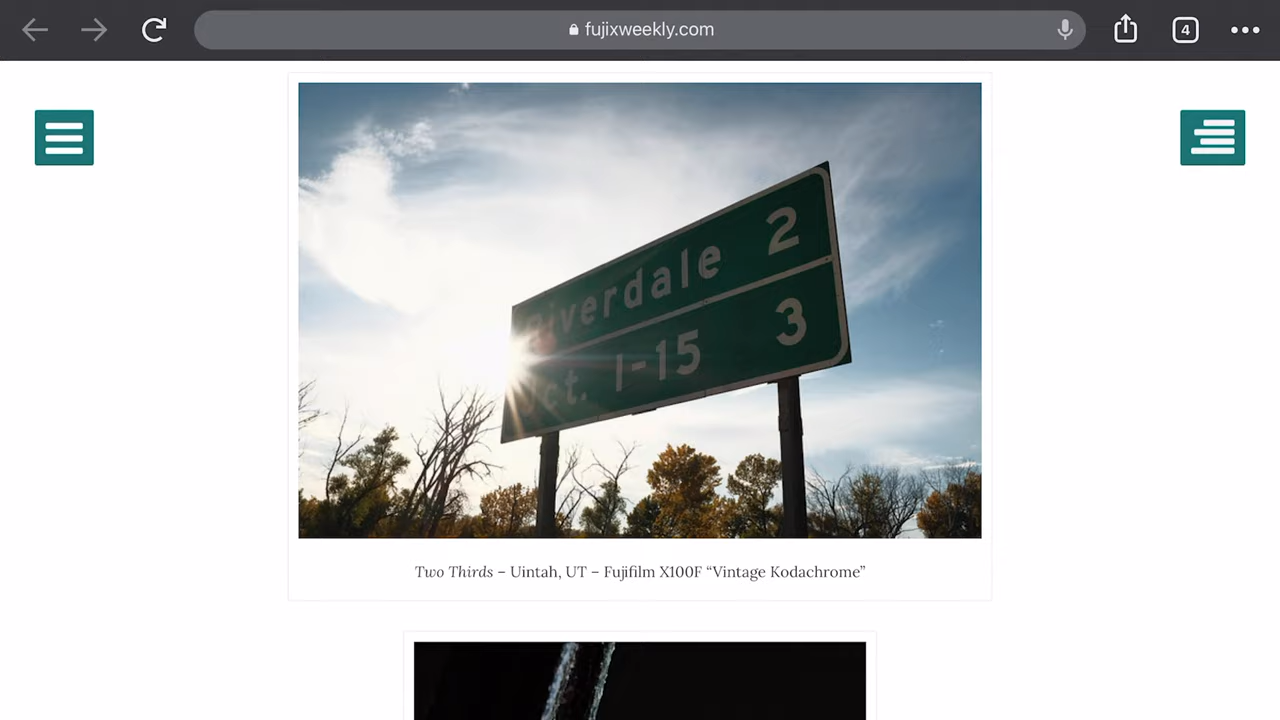 fujixweekly.com
4
Riverdale 2
Jct. I-15 3
Two Thirds – Uintah, UT – Fujifilm X100F “Vintage Kodachrome”